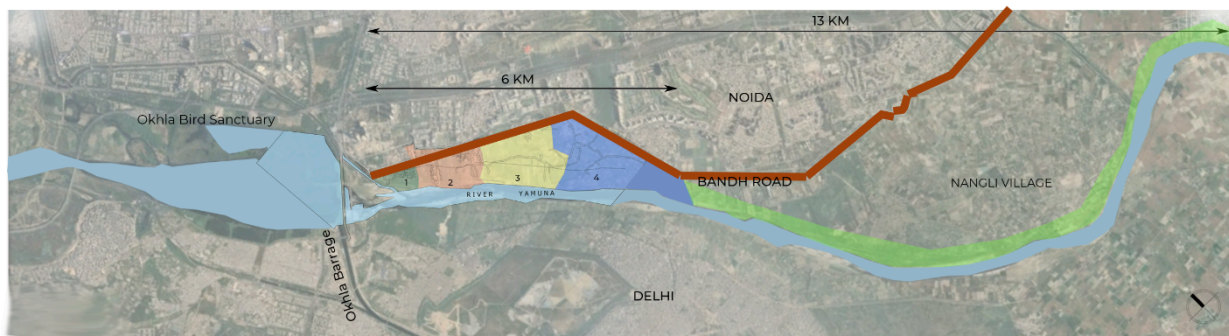 13 KM
6 KM
NOIDA
Okhla Bird Sanctuary
1
2
3
4
RIVER YAMUNA
BANDH ROAD
NANGLI VILLAGE
Okhla Barrage
DELHI